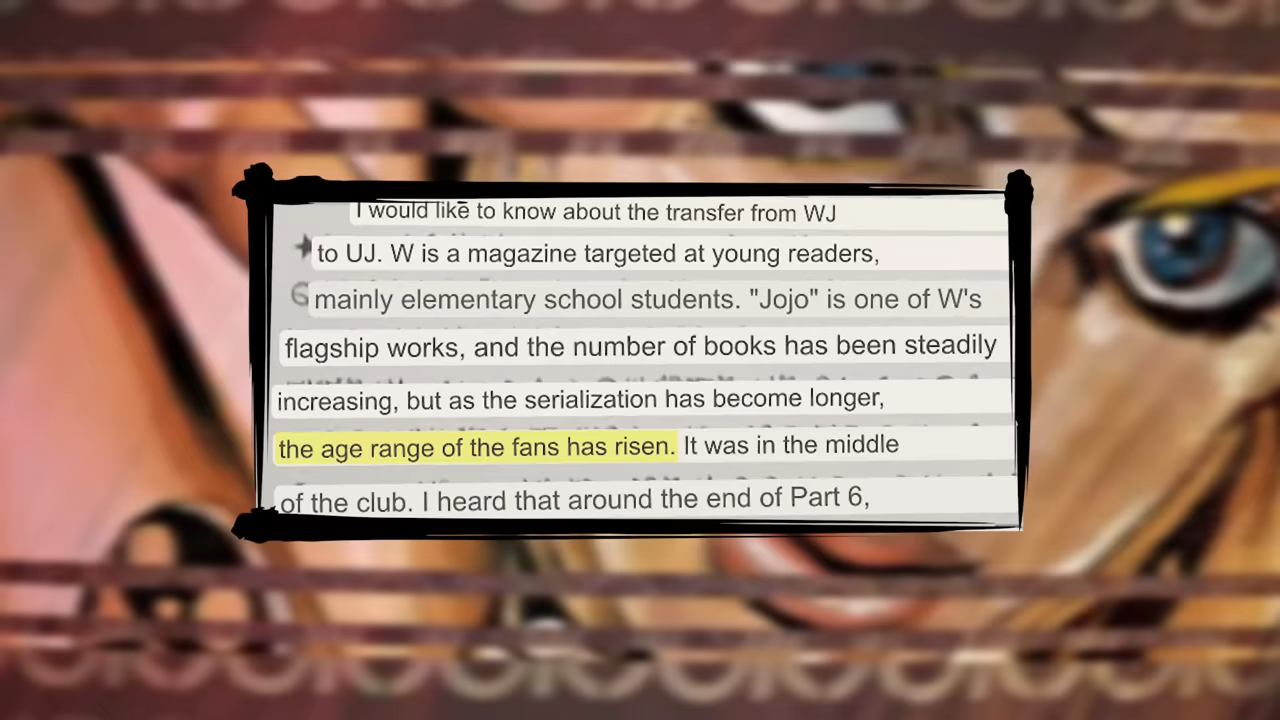 I would like to know about the transfer from WJ
to UJ. W is a magazine targeted at young readers,
mainly elementary school students. "Jojo" is one of W's
flagship works, and the number of books has been steadily
increasing, but as the serialization has become longer,
the age range of the fans has risen. It was in the middle
of the club. I heard that around the end of Part 6,